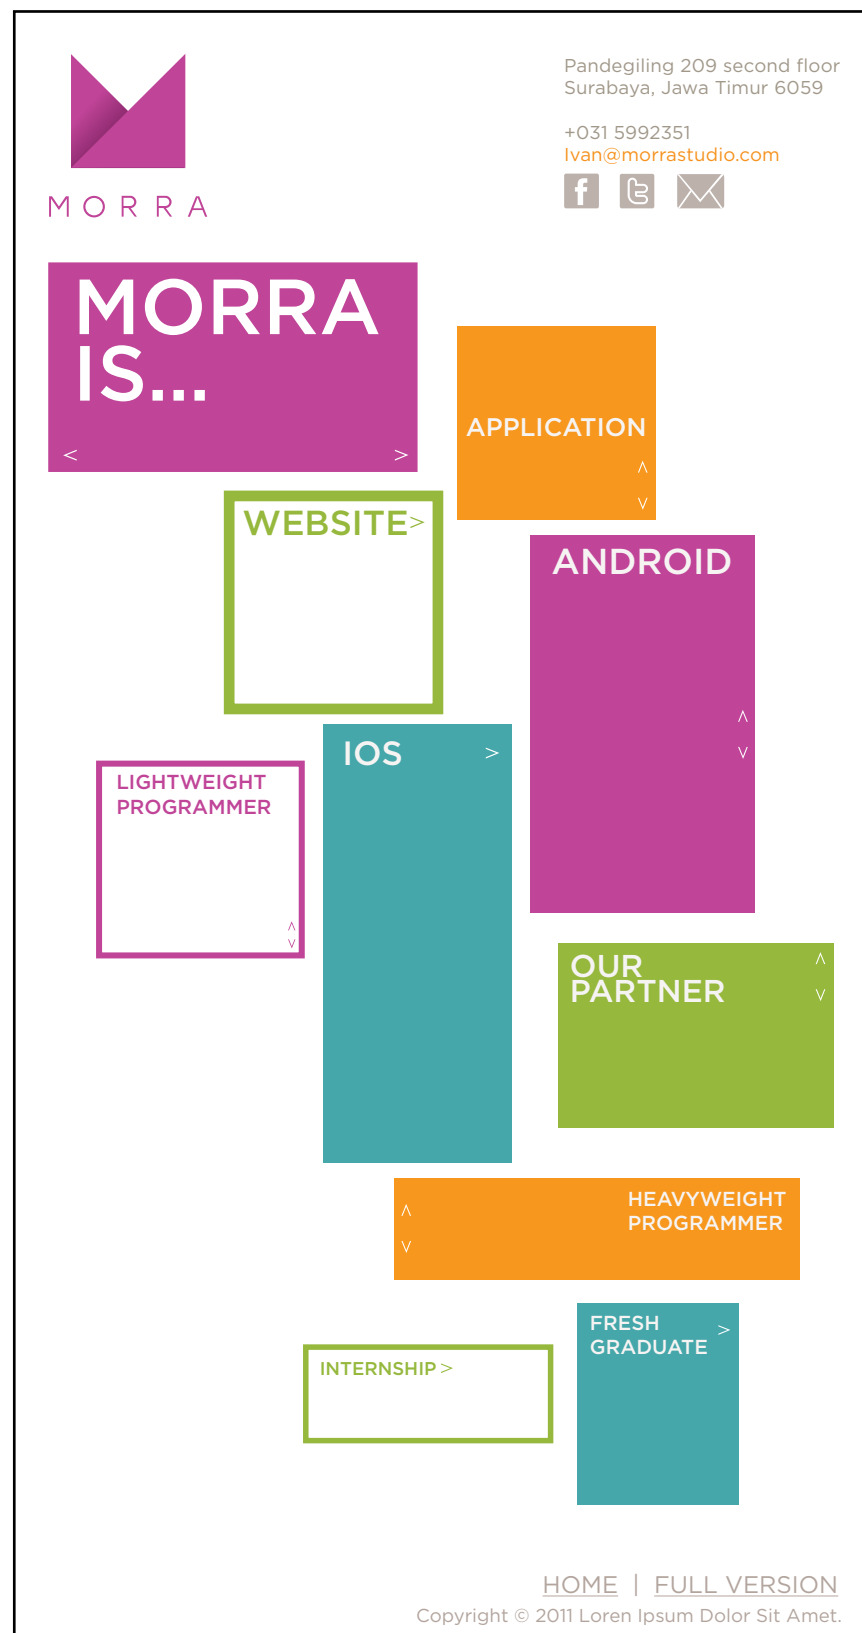 Pandegiling 209 second floor
Surabaya, Jawa Timur 6059
+031 5992351
Ivan@morrastudio.com
MORRA
MORRA
IS...
< >
APPLICATION
WEBSITE>
ANDROID
IOS >
LIGHTWEIGHT
PROGRAMMER
OUR
PARTNER
HEAVYWEIGHT
PROGRAMMER
FRESH
GRADUATE >
INTERNSHIP >
HOME | FULL VERSION
Copyright © 2011 Loren Ipsum Dolor Sit Amet.